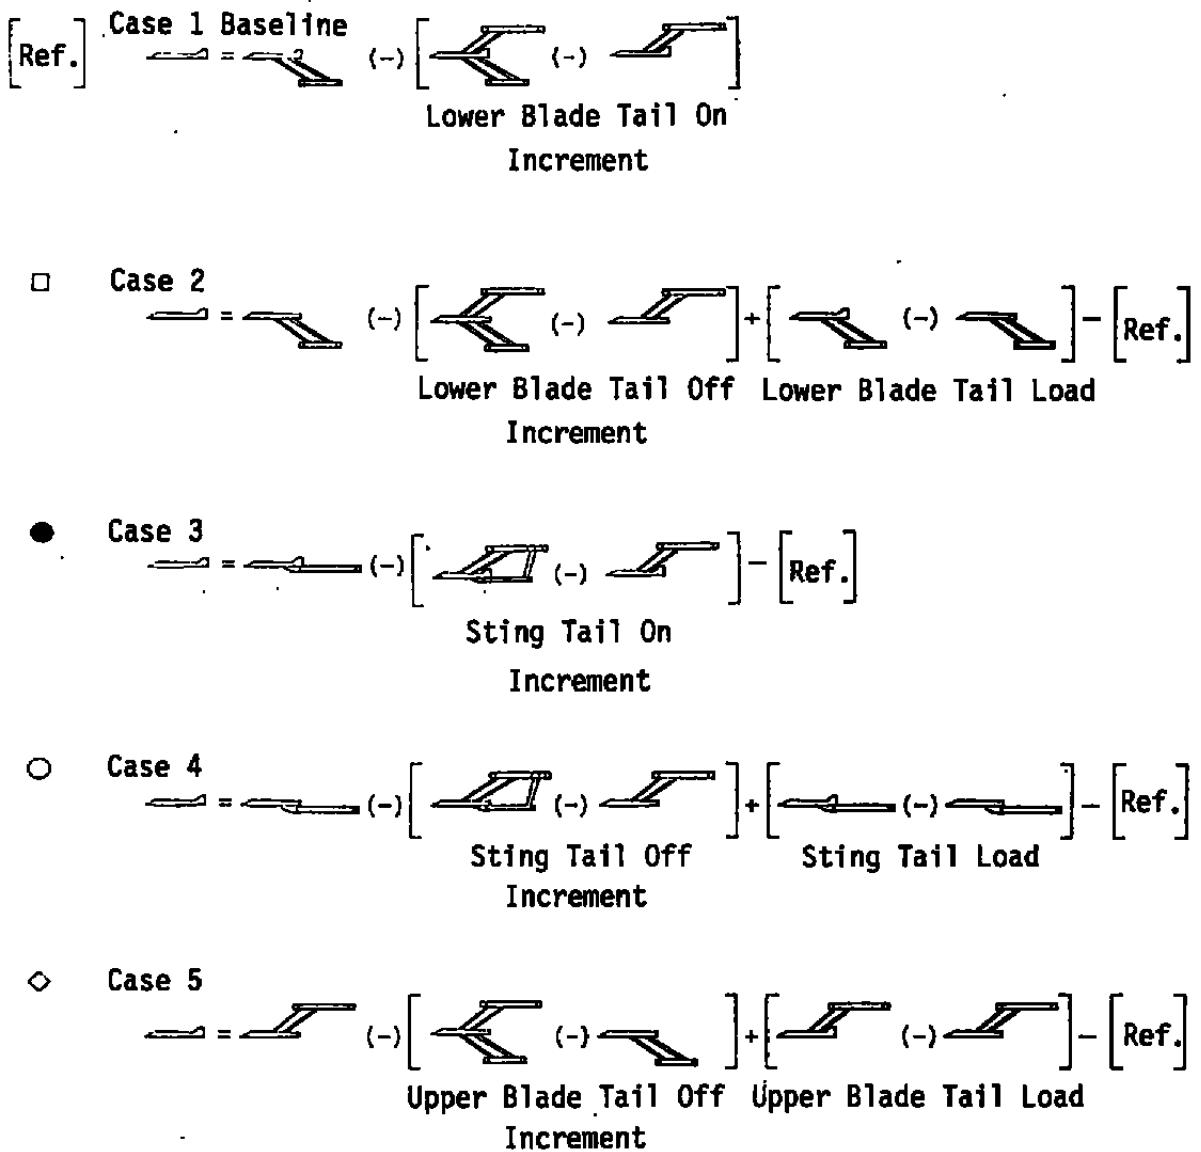 Case 1 Baseline
[Ref.] = (-) [ (-) ]
Lower Blade Tail On
Increment
□ Case 2
= (-) [ (-) ] + [ (-) ] - [Ref.]
Lower Blade Tail Off Lower Blade Tail Load
Increment
● Case 3
= (-) [ (-) ] - [Ref.]
Sting Tail On
Increment
○ Case 4
= (-) [ (-) ] + [ (-) ] - [Ref.]
Sting Tail Off Sting Tail Load
Increment
◇ Case 5
= (-) [ (-) ] + [ (-) ] - [Ref.]
Upper Blade Tail Off Upper Blade Tail Load
Increment